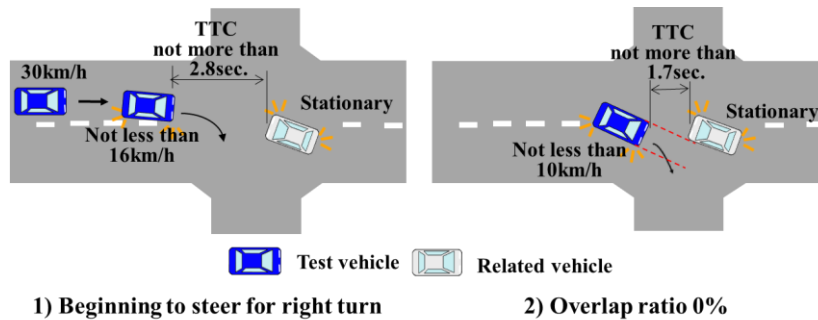 TTC
not more than
2.8sec.
30km/h
Stationary
Not less than
16km/h
TTC
not more than
1.7sec.
Stationary
Not less than
10km/h
Test vehicle
Related vehicle
1) Beginning to steer for right turn
2) Overlap ratio 0%